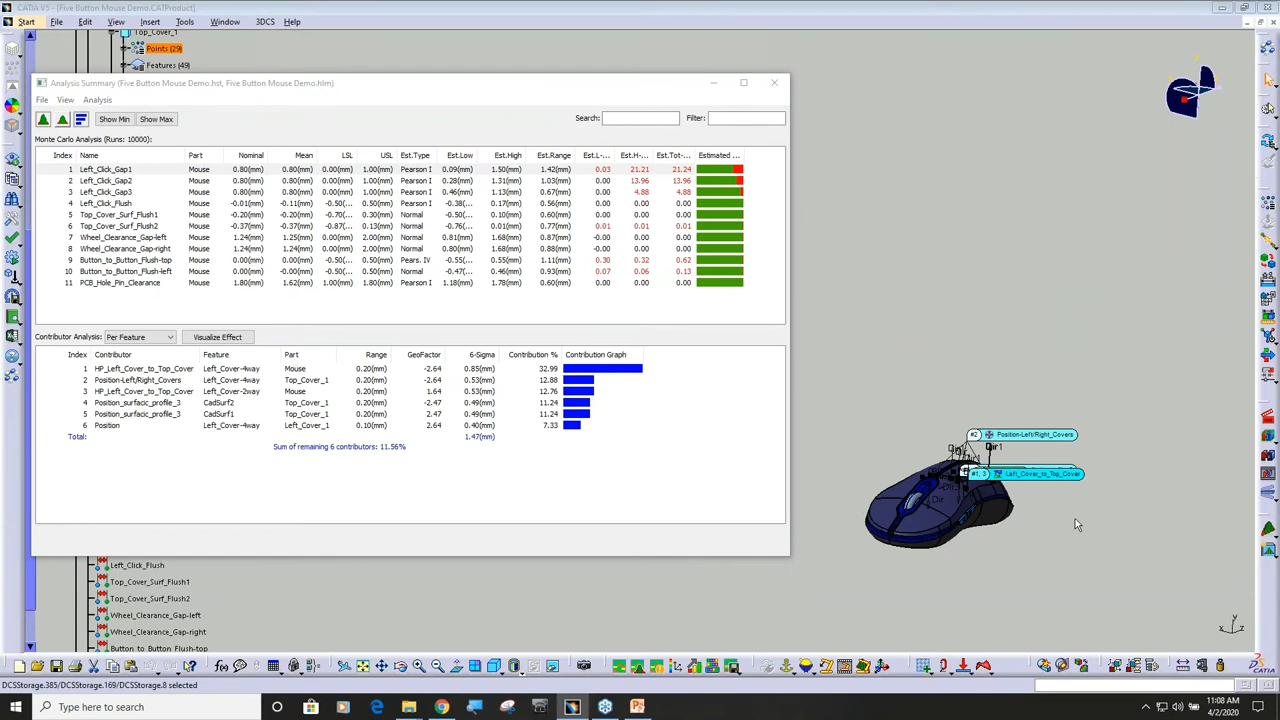 CATIA V5 - [Five Button Mouse Demo.CATProduct]
Start File Edit View Insert Tools Window 3DCS Help
Top_Cover_1
Points (29)
Features (49)
Analysis Summary (Five Button Mouse Demo.hst, Five Button Mouse Demo.hlm)
File View Analysis
Show Min Show Max Search: Filter:
Monte Carlo Analysis (Runs: 10000):
Index Name Part Nominal Mean LSL USL Est.Type Est.Low Est.High Est.Range Est.L-... Est.H-... Est.Tot-... Estimated ...
1 Left_Click_Gap1 Mouse 0.80(mm) 0.80(mm) 0.00(mm) 1.00(mm) Pearson I 0.09(mm) 1.50(mm) 1.42(mm) 0.03 21.21 21.24
2 Left_Click_Gap2 Mouse 0.80(mm) 0.80(mm) 0.00(mm) 1.00(mm) Pearson I 0.28(mm) 1.31(mm) 1.03(mm) 0.00 13.96 13.96
3 Left_Click_Gap3 Mouse 0.80(mm) 0.80(mm) 0.00(mm) 1.00(mm) Pearson I 0.46(mm) 1.13(mm) 0.67(mm) 0.00 4.88 4.88
4 Left_Click_Flush Mouse -0.01(mm) -0.11(mm) -0.50(... 0.50(mm) Pearson I -0.38(... 0.17(mm) 0.56(mm) 0.00 0.00 0.00
5 Top_Cover_Surf_Flush1 Mouse -0.20(mm) -0.20(mm) -0.70(... 0.30(mm) Normal -0.50(... 0.10(mm) 0.60(mm) 0.00 0.00 0.00
6 Top_Cover_Surf_Flush2 Mouse -0.37(mm) -0.37(mm) -0.87(... 0.13(mm) Normal -0.76(... 0.01(mm) 0.77(mm) 0.01 0.01 0.01
7 Wheel_Clearance_Gap-left Mouse 1.24(mm) 1.25(mm) 0.00(mm) 2.00(mm) Normal 0.81(mm) 1.68(mm) 0.87(mm) -0.00 0.00 -0.00
8 Wheel_Clearance_Gap-right Mouse 1.24(mm) 1.24(mm) 0.00(mm) 2.00(mm) Normal 0.80(mm) 1.68(mm) 0.88(mm) -0.00 0.00 -0.00
9 Button_to_Button_Flush-top Mouse 0.00(mm) 0.00(mm) -0.50(... 0.50(mm) Pears. IV -0.55(... 0.55(mm) 1.11(mm) 0.30 0.32 0.62
10 Button_to_Button_Flush-left Mouse 0.00(mm) -0.00(mm) -0.50(... 0.50(mm) Normal -0.47(... 0.46(mm) 0.93(mm) 0.07 0.06 0.13
11 PCB_Hole_Pin_Clearance Mouse 1.80(mm) 1.62(mm) 1.00(mm) 1.80(mm) Pearson I 1.18(mm) 1.78(mm) 0.60(mm) 0.00 0.00 0.00
Contributor Analysis: Per Feature Visualize Effect
Index Contributor Feature Part Range GeoFactor 6-Sigma Contribution % Contribution Graph
1 HP_Left_Cover_to_Top_Cover Left_Cover-4way Mouse 0.20(mm) -2.64 0.85(mm) 32.99
2 Position-Left/Right_Covers Left_Cover-4way Top_Cover_1 0.20(mm) -2.64 0.53(mm) 12.88
3 HP_Left_Cover_to_Top_Cover Left_Cover-2way Mouse 0.20(mm) 1.64 0.53(mm) 12.76
4 Position_surfacic_profile_3 CadSurf2 Top_Cover_1 0.20(mm) -2.47 0.49(mm) 11.24
5 Position_surfacic_profile_3 CadSurf1 Top_Cover_1 0.20(mm) 2.47 0.49(mm) 11.24
6 Position Left_Cover-4way Left_Cover_1 0.10(mm) 2.64 0.40(mm) 7.33
Total: 1.47(mm)
Sum of remaining 6 contributors: 11.56%
#2 Position-Left/Right_Covers
Dir1
#1, 3 Left_Cover_to_Top_Cover
Dir
Left_Click_Flush
Top_Cover_Surf_Flush1
Top_Cover_Surf_Flush2
Wheel_Clearance_Gap-left
Wheel_Clearance_Gap-right
Button_to_Button_Flush-top
y
x z
DCSStorage.385/DCSStorage.169/DCSStorage.8 selected
CATIA
Type here to search
11:08 AM
4/2/2020